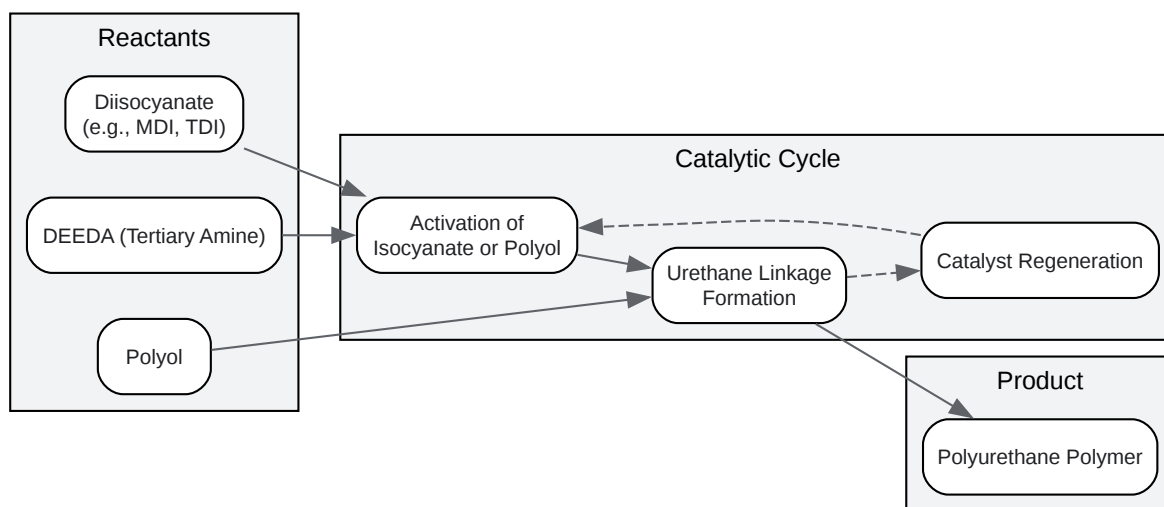 Reactants
Diisocyanate
(e.g., MDI, TDI)
DEEDA (Tertiary Amine)
Polyol
Catalytic Cycle
Activation of
Isocyanate or Polyol
Urethane Linkage
Formation
Catalyst Regeneration
Product
Polyurethane Polymer